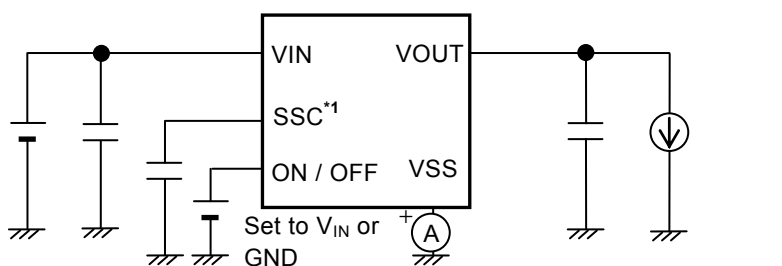 VIN VOUT
SSC*1
ON / OFF VSS
Set to VIN or
GND
+
A